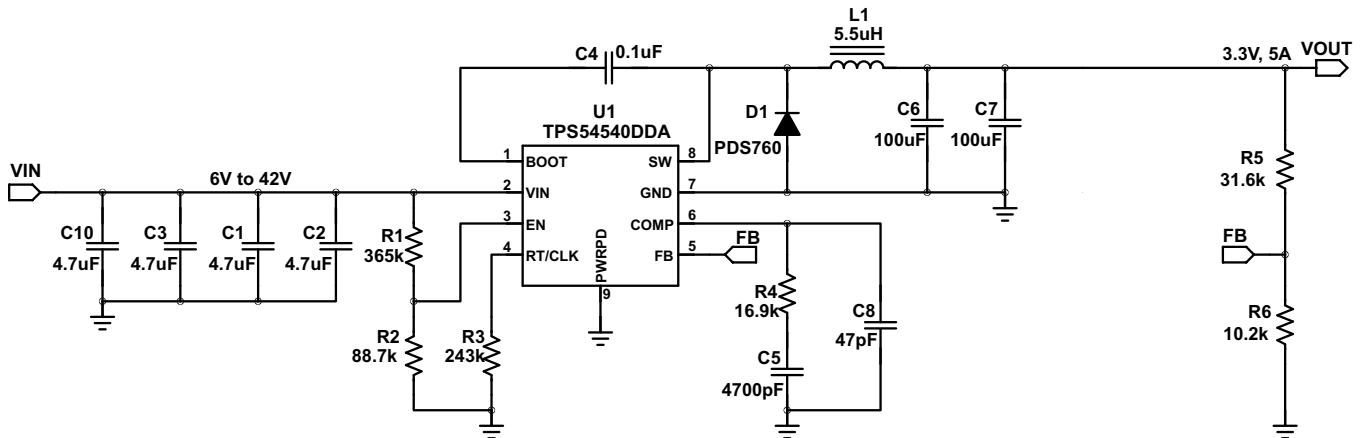 L1
5.5uH
C4
0.1uF
3.3V, 5A
VOUT
U1
TPS54540DDA
D1
PDS760
C6
100uF
C7
100uF
1
BOOT
SW
8
VIN
6V to 42V
2
VIN
GND
7
3
EN
COMP
6
4
RT/CLK
FB
5
PWRPD
9
FB
C10
4.7uF
C3
4.7uF
C1
4.7uF
C2
4.7uF
R1
365k
R2
88.7k
R3
243k
R4
16.9k
C5
4700pF
C8
47pF
R5
31.6k
FB
R6
10.2k